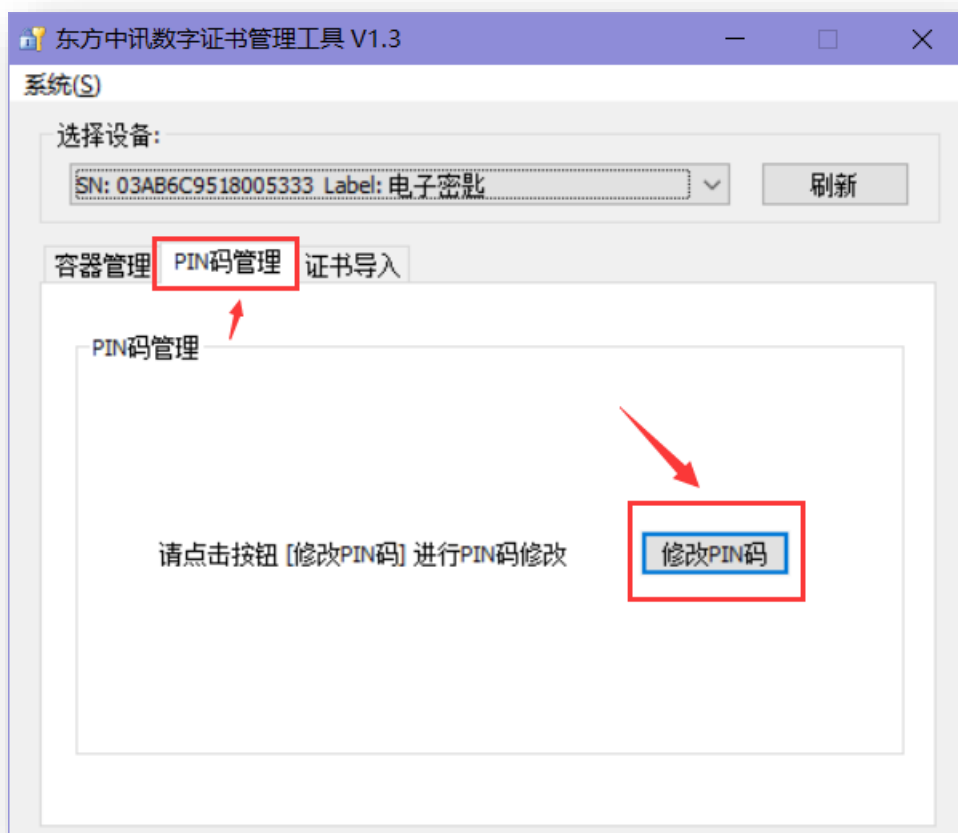 东方中讯数字证书管理工具 V1.3
系统(S)
选择设备:
SN: 03AB6C9518005333 Label: 电子密匙
刷新
容器管理 PIN码管理 证书导入
PIN码管理
请点击按钮 [修改PIN码] 进行PIN码修改
修改PIN码